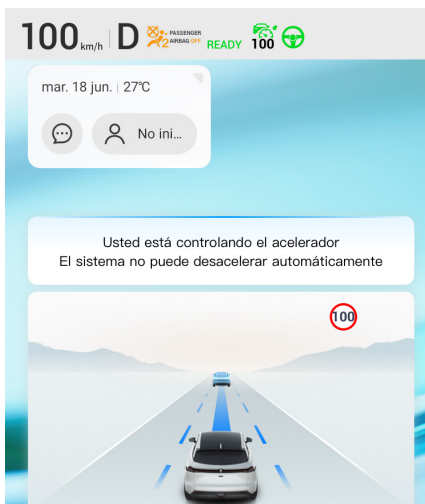 100 km/h D PASSENGER AIRBAG OFF 2 READY 100
mar. 18 jun. 27°C
No ini...
Usted está controlando el acelerador
El sistema no puede desacelerar automáticamente
100